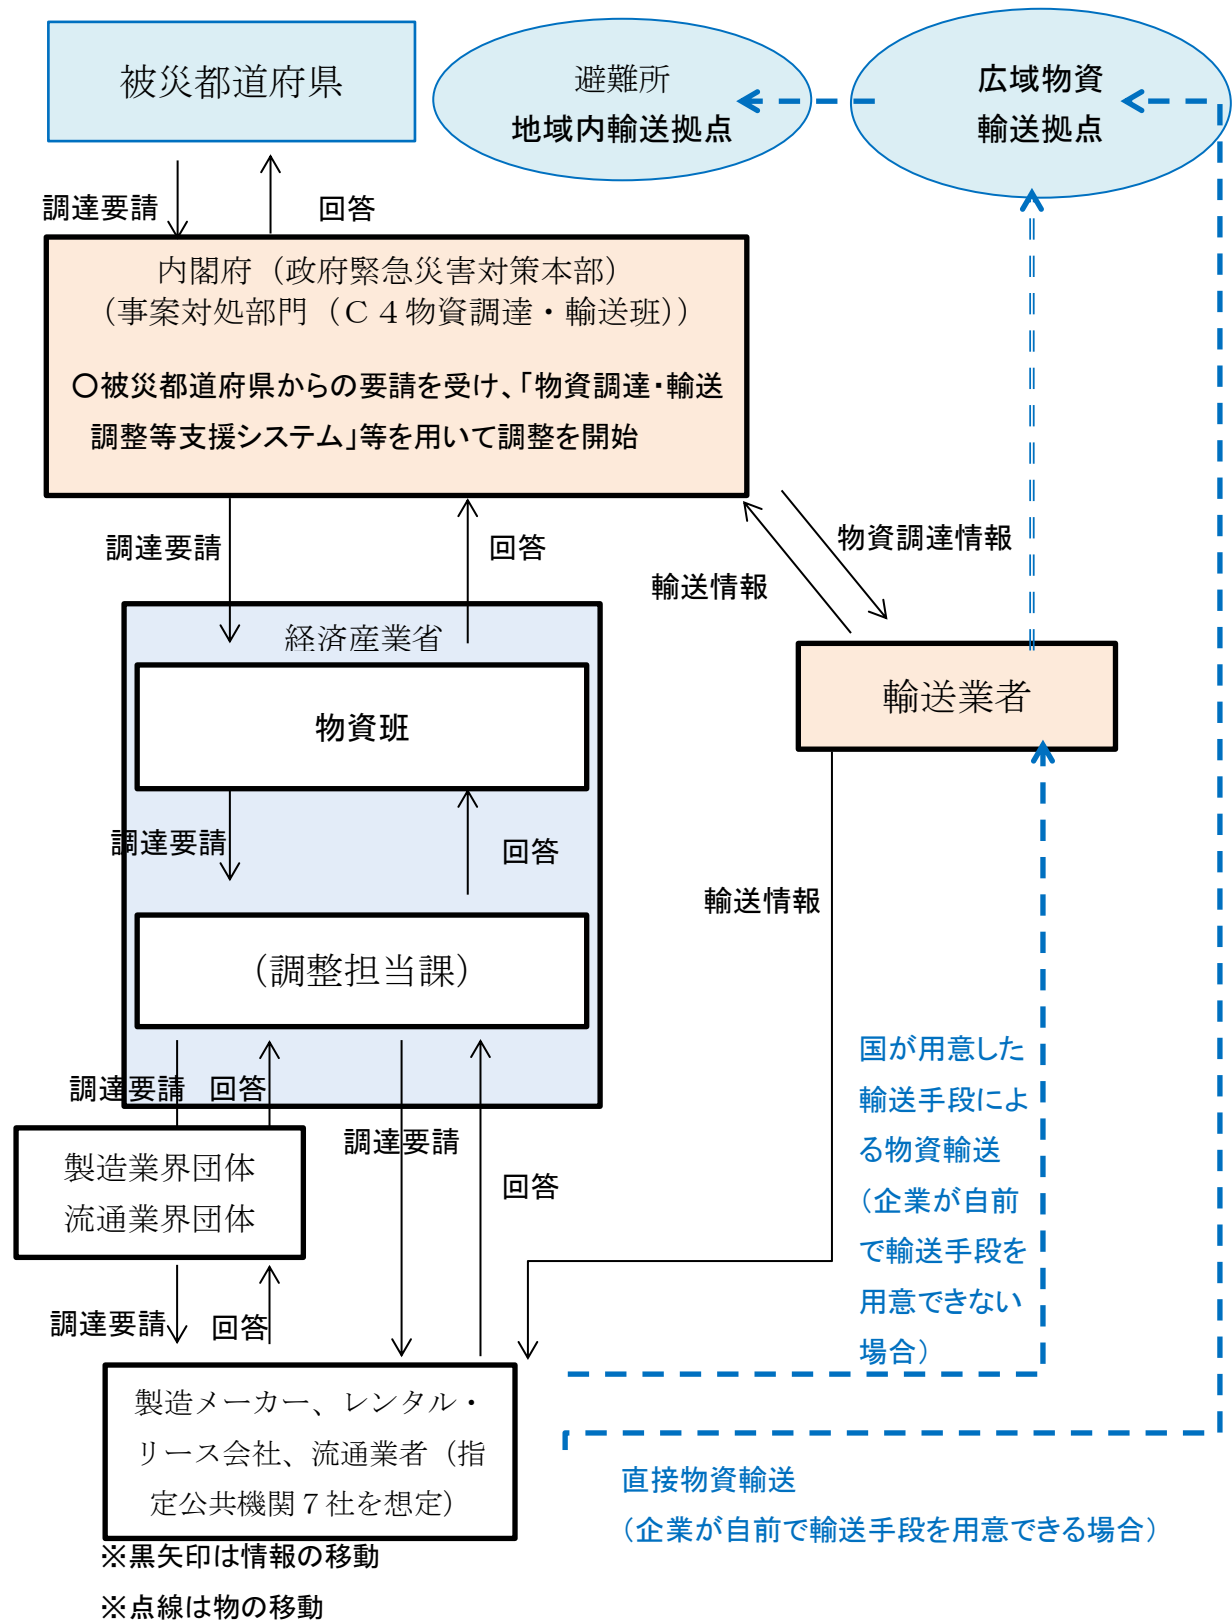 被災都道府県
避難所
地域内輸送拠点
広域物資
輸送拠点
調達要請
回答
内閣府（政府緊急災害対策本部）
（事案対処部門（Ｃ４物資調達・輸送班））
〇被災都道府県からの要請を受け、「物資調達・輸送
調整等支援システム」等を用いて調整を開始
調達要請
回答
物資調達情報
輸送情報
経済産業省
物資班
輸送業者
調達要請
回答
輸送情報
（調整担当課）
国が用意した
輸送手段によ
る物資輸送
（企業が自前
で輸送手段を
用意できない
場合）
調達要請
回答
調達要請
回答
製造業界団体
流通業界団体
調達要請
回答
製造メーカー、レンタル・
リース会社、流通業者（指
定公共機関７社を想定）
直接物資輸送
（企業が自前で輸送手段を用意できる場合）
※黒矢印は情報の移動
※点線は物の移動